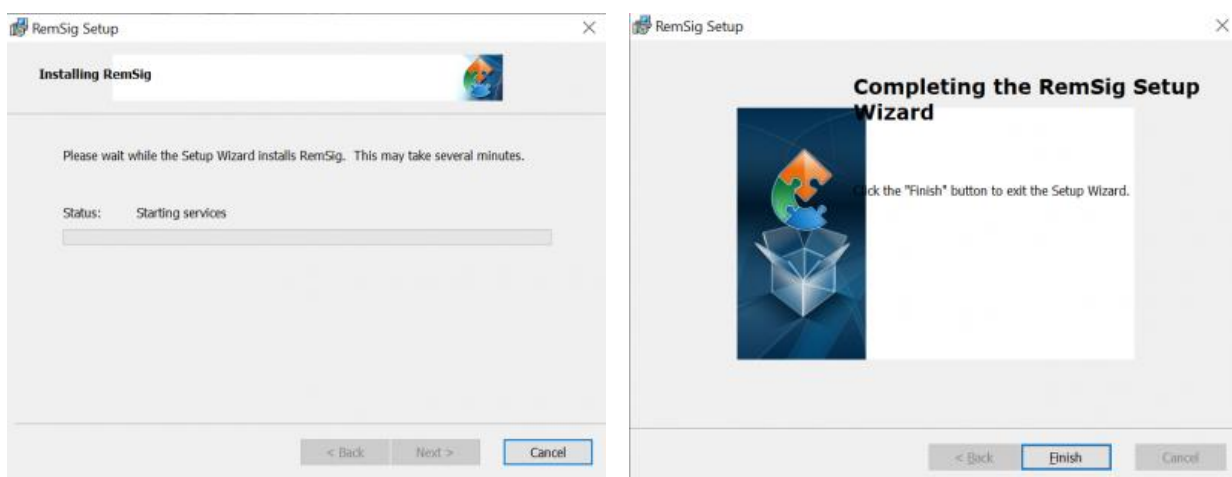 RemSig Setup
Installing RemSig
Please wait while the Setup Wizard installs RemSig. This may take several minutes.
Status: Starting services
< Back Next > Cancel
RemSig Setup
Completing the RemSig Setup
Wizard
Click the "Finish" button to exit the Setup Wizard.
< Back Finish Cancel